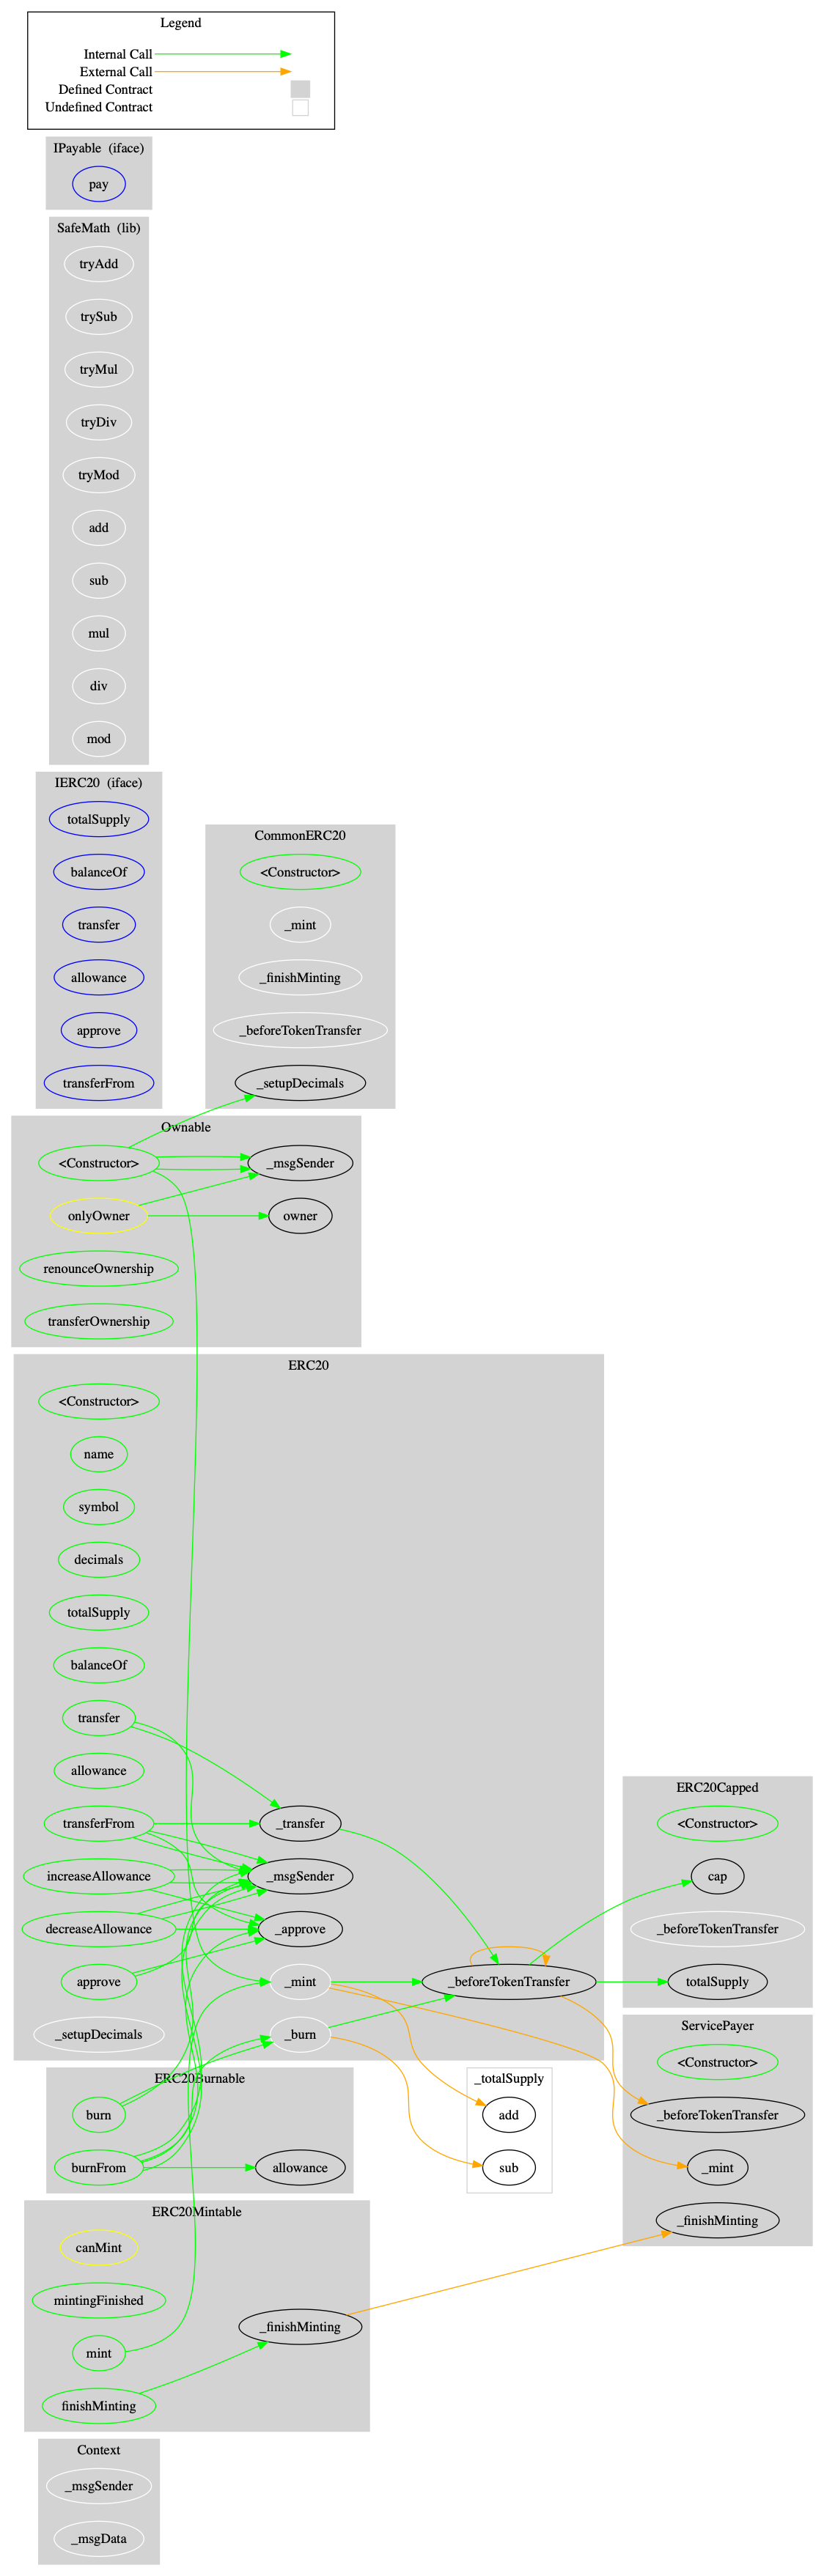 Legend
Internal Call
External Call
Defined Contract
Undefined Contract
IPayable (iface)
pay
SafeMath (lib)
tryAdd
trySub
tryMul
tryDiv
tryMod
add
sub
mul
div
mod
IERC20 (iface)
totalSupply
balanceOf
transfer
allowance
approve
transferFrom
CommonERC20
<Constructor>
_mint
_finishMinting
_beforeTokenTransfer
_setupDecimals
Ownable
<Constructor>
_msgSender
onlyOwner
owner
renounceOwnership
transferOwnership
ERC20
<Constructor>
name
symbol
decimals
totalSupply
balanceOf
transfer
allowance
transferFrom
_transfer
increaseAllowance
_msgSender
decreaseAllowance
_approve
approve
_mint
_beforeTokenTransfer
_setupDecimals
_burn
ERC20Capped
<Constructor>
cap
_beforeTokenTransfer
totalSupply
ServicePayer
<Constructor>
_beforeTokenTransfer
_mint
_finishMinting
_totalSupply
add
sub
ERC20Burnable
burn
burnFrom
allowance
ERC20Mintable
canMint
mintingFinished
_finishMinting
mint
finishMinting
Context
_msgSender
_msgData